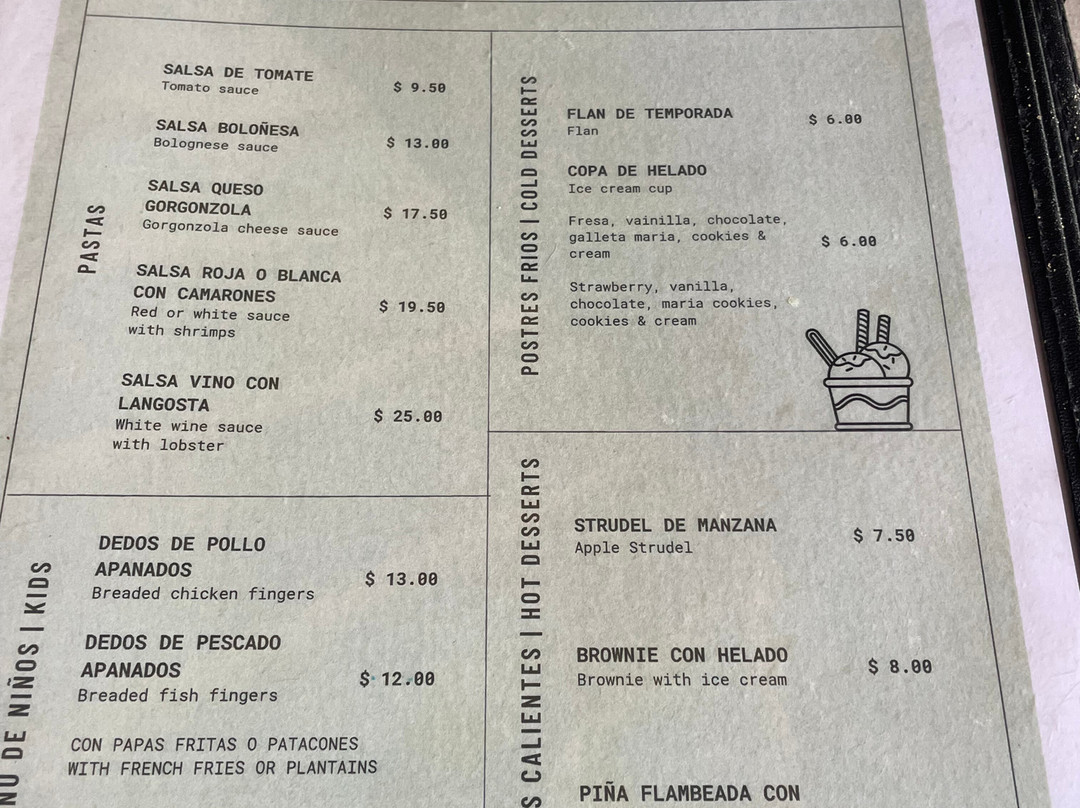 PASTAS
SALSA DE TOMATE
Tomato sauce
$ 9.50
SALSA BOLOÑESA
Bolognese sauce
$ 13.00
SALSA QUESO
GORGONZOLA
Gorgonzola cheese sauce
$ 17.50
SALSA ROJA O BLANCA
CON CAMARONES
Red or white sauce
with shrimps
$ 19.50
SALSA VINO CON
LANGOSTA
White wine sauce
with lobster
$ 25.00
NU DE NIÑOS | KIDS
DEDOS DE POLLO
APANADOS
Breaded chicken fingers
$ 13.00
DEDOS DE PESCADO
APANADOS
Breaded fish fingers
$ 12.00
CON PAPAS FRITAS O PATACONES
WITH FRENCH FRIES OR PLANTAINS
POSTRES FRIOS | COLD DESSERTS
FLAN DE TEMPORADA
Flan
$ 6.00
COPA DE HELADO
Ice cream cup
Fresa, vainilla, chocolate,
galleta maria, cookies &
cream
$ 6.00
Strawberry, vanilla,
chocolate, maria cookies,
cookies & cream
S CALIENTES | HOT DESSERTS
STRUDEL DE MANZANA
Apple Strudel
$ 7.50
BROWNIE CON HELADO
Brownie with ice cream
$ 8.00
PIÑA FLAMBEADA CON